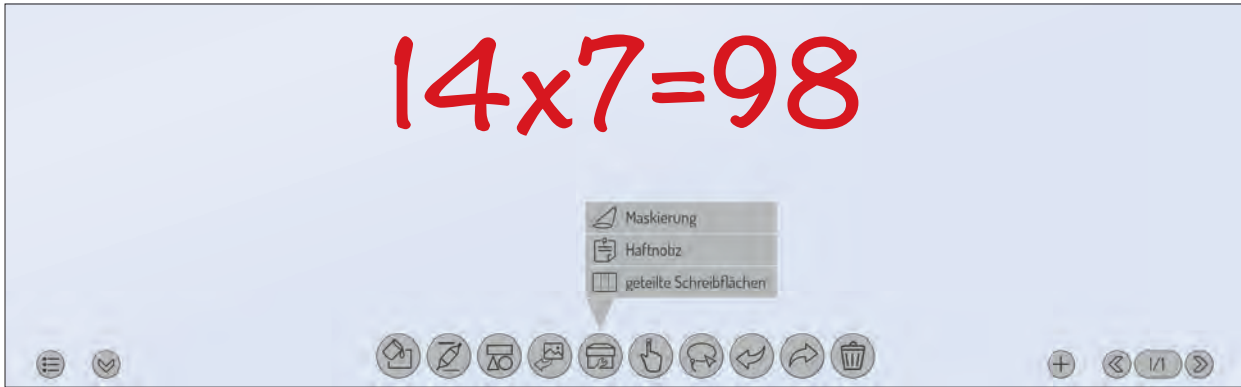 14x7=98
Maskierung
Haftnotiz
geteilte Schreibflächen
1/1